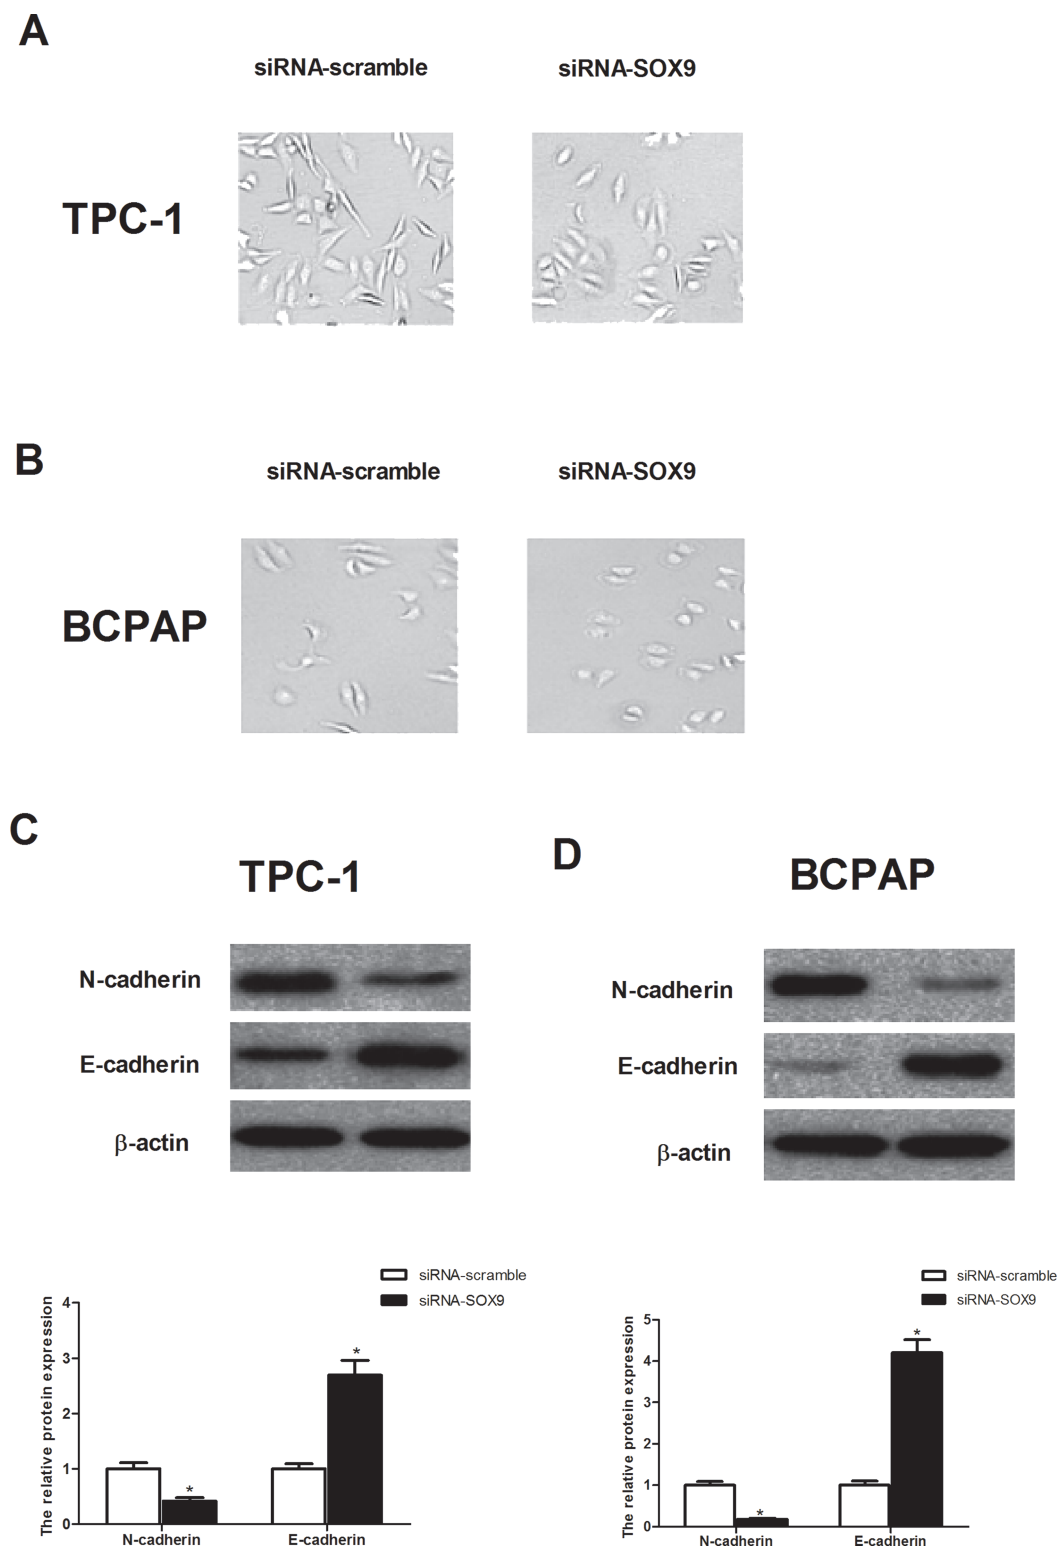 A
siRNA-scramble
siRNA-SOX9
TPC-1
B
siRNA-scramble
siRNA-SOX9
BCPAP
C
TPC-1
N-cadherin
E-cadherin
β-actin
siRNA-scramble
siRNA-SOX9
The relative protein expression
4
3
2
1
0
*
*
N-cadherin
E-cadherin
D
BCPAP
N-cadherin
E-cadherin
β-actin
siRNA-scramble
siRNA-SOX9
The relative protein expression
5
4
3
2
1
0
*
*
N-cadherin
E-cadherin